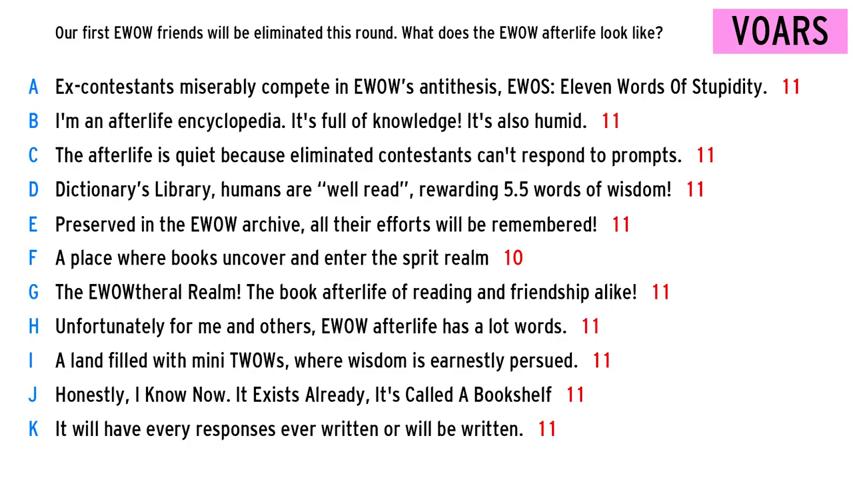 Our first EWOW friends will be eliminated this round. What does the EWOW afterlife look like?
VOARS
A Ex-contestants miserably compete in EWOW's antithesis, EWOS: Eleven Words Of Stupidity. 11
B I'm an afterlife encyclopedia. It's full of knowledge! It's also humid. 11
C The afterlife is quiet because eliminated contestants can't respond to prompts. 11
D Dictionary's Library, humans are “well read”, rewarding 5.5 words of wisdom! 11
E Preserved in the EWOW archive, all their efforts will be remembered! 11
F A place where books uncover and enter the sprit realm 10
G The EWOWtheral Realm! The book afterlife of reading and friendship alike! 11
H Unfortunately for me and others, EWOW afterlife has a lot words. 11
I A land filled with mini TWOWs, where wisdom is earnestly persued. 11
J Honestly, I Know Now. It Exists Already, It's Called A Bookshelf 11
K It will have every responses ever written or will be written. 11